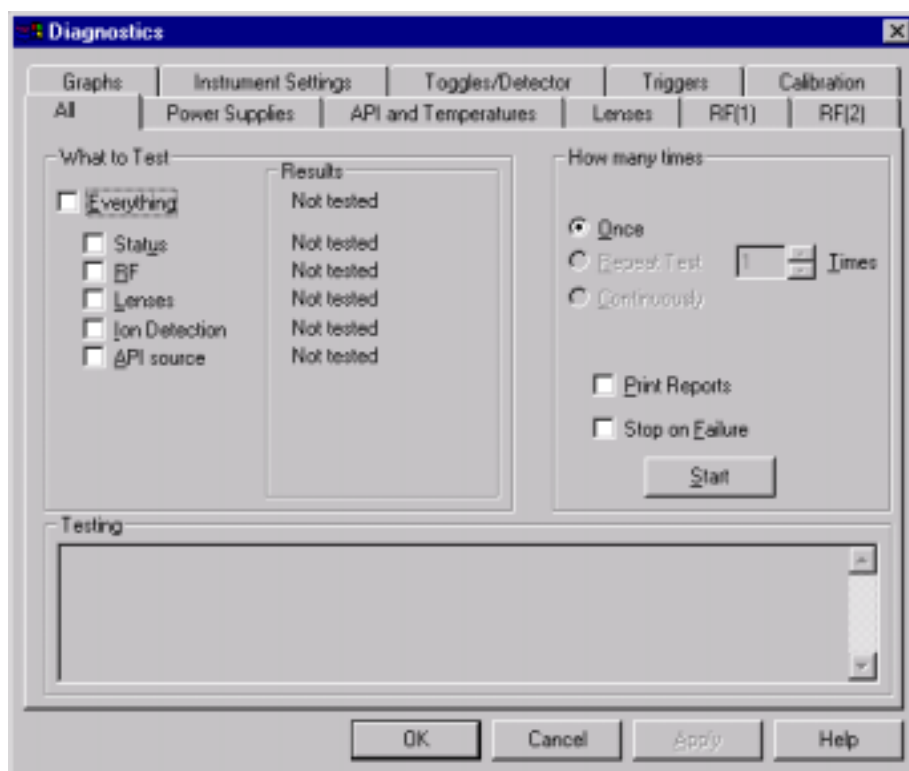 Diagnostics
Graphs Instrument Settings Toggles/Detector Triggers Calibration
All Power Supplies API and Temperatures Lenses RF(1) RF(2)
What to Test
Results
Everything Not tested
Status Not tested
RF Not tested
Lenses Not tested
Ion Detection Not tested
API source Not tested
How many times
Once
Repeat Test 1 Times
Continuously
Print Reports
Stop on Failure
Start
Testing
OK Cancel Apply Help